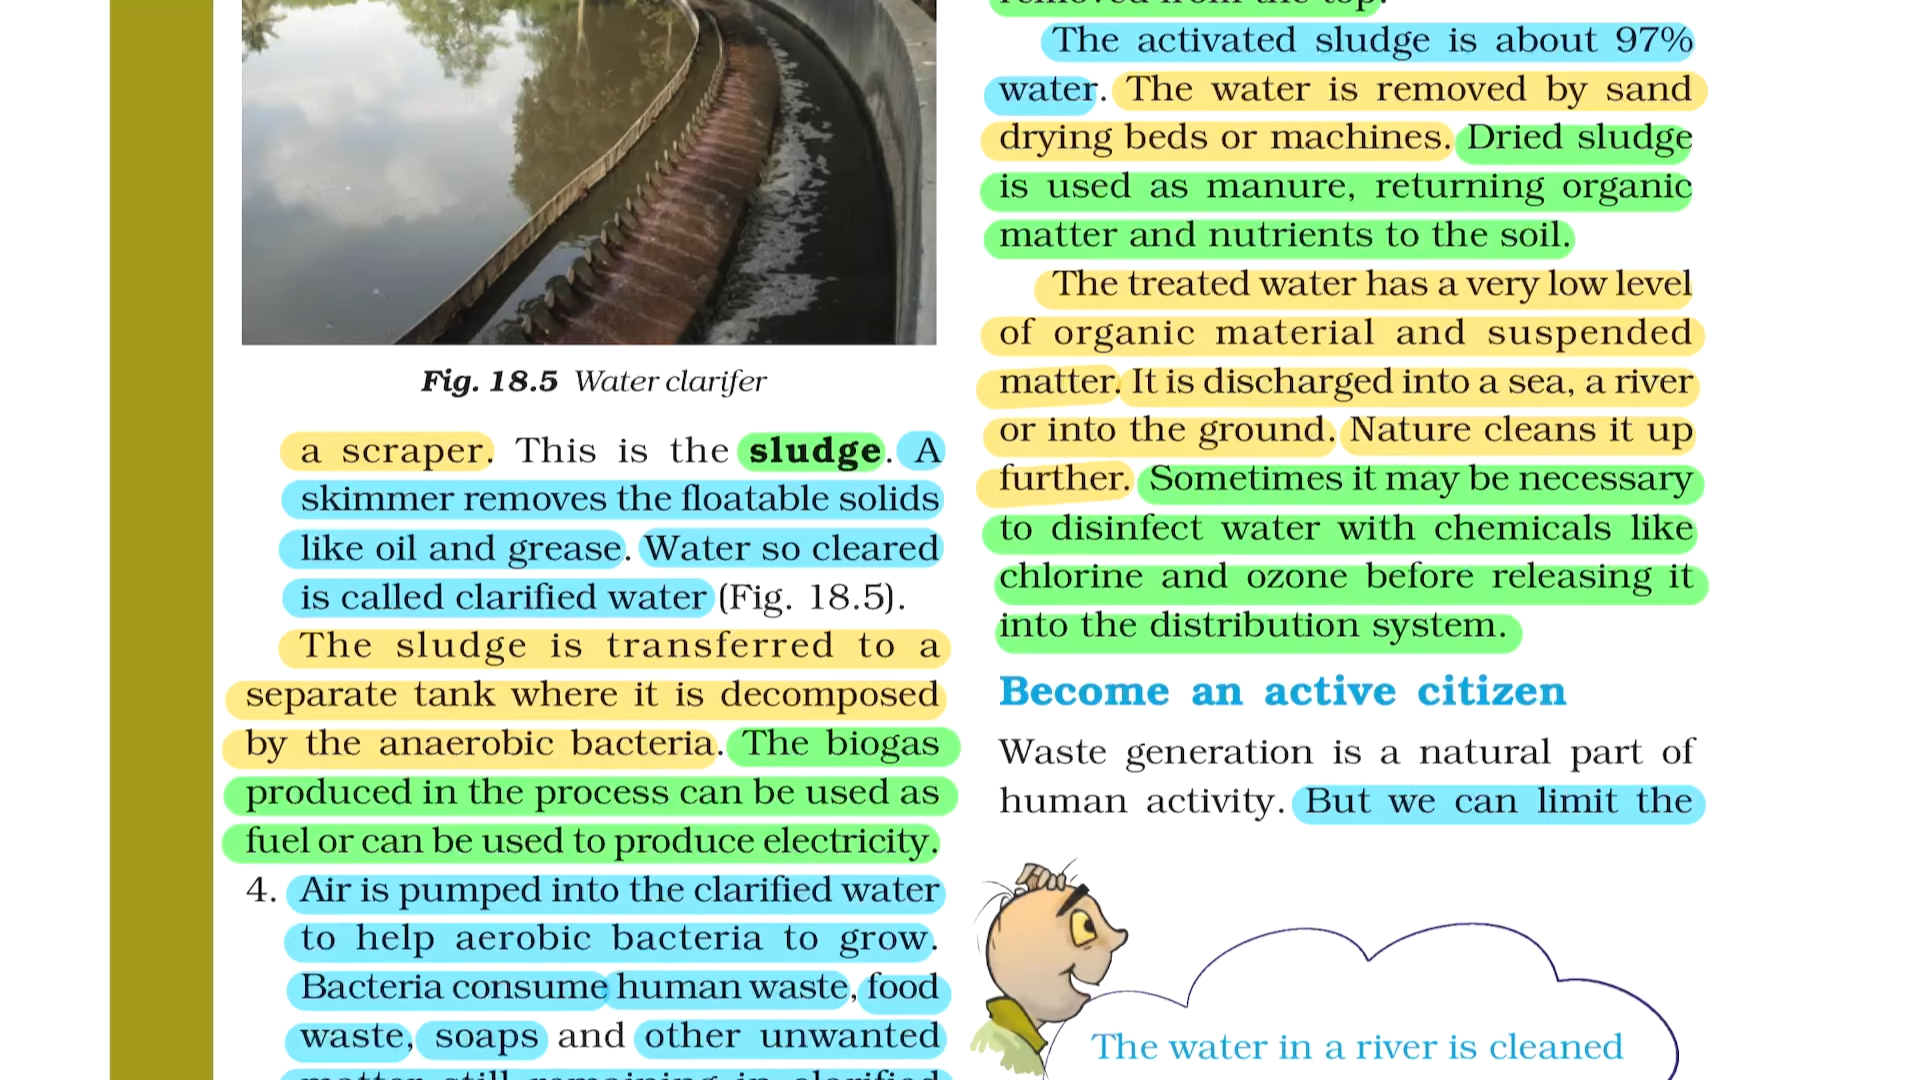 Fig. 18.5 Water clarifer
a scraper. This is the sludge. A
skimmer removes the floatable solids
like oil and grease. Water so cleared
is called clarified water (Fig. 18.5).
The sludge is transferred to a
separate tank where it is decomposed
by the anaerobic bacteria. The biogas
produced in the process can be used as
fuel or can be used to produce electricity.
4. Air is pumped into the clarified water
to help aerobic bacteria to grow.
Bacteria consume human waste, food
waste, soaps and other unwanted
matter still remaining in clarified
removed from the top.
The activated sludge is about 97%
water. The water is removed by sand
drying beds or machines. Dried sludge
is used as manure, returning organic
matter and nutrients to the soil.
The treated water has a very low level
of organic material and suspended
matter. It is discharged into a sea, a river
or into the ground. Nature cleans it up
further. Sometimes it may be necessary
to disinfect water with chemicals like
chlorine and ozone before releasing it
into the distribution system.
Become an active citizen
Waste generation is a natural part of
human activity. But we can limit the
The water in a river is cleaned